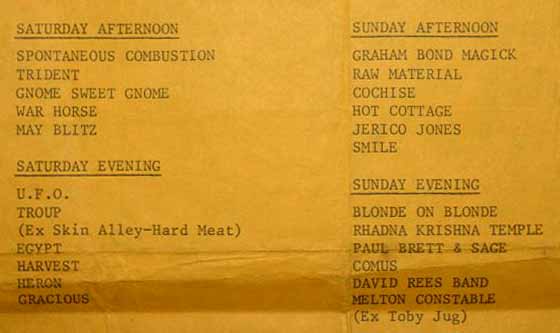 SATURDAY AFTERNOON
SPONTANEOUS COMBUSTION
TRIDENT
GNOME SWEET GNOME
WAR HORSE
MAY BLITZ
SATURDAY EVENING
U.F.O.
TROUP
(Ex Skin Alley-Hard Meat)
EGYPT
HARVEST
HERON
GRACIOUS
SUNDAY AFTERNOON
GRAHAM BOND MAGICK
RAW MATERIAL
COCHISE
HOT COTTAGE
JERICO JONES
SMILE
SUNDAY EVENING
BLONDE ON BLONDE
RHADNA KRISHNA TEMPLE
PAUL BRETT & SAGE
COMUS
DAVID REES BAND
MELTON CONSTABLE
(Ex Toby Jug)